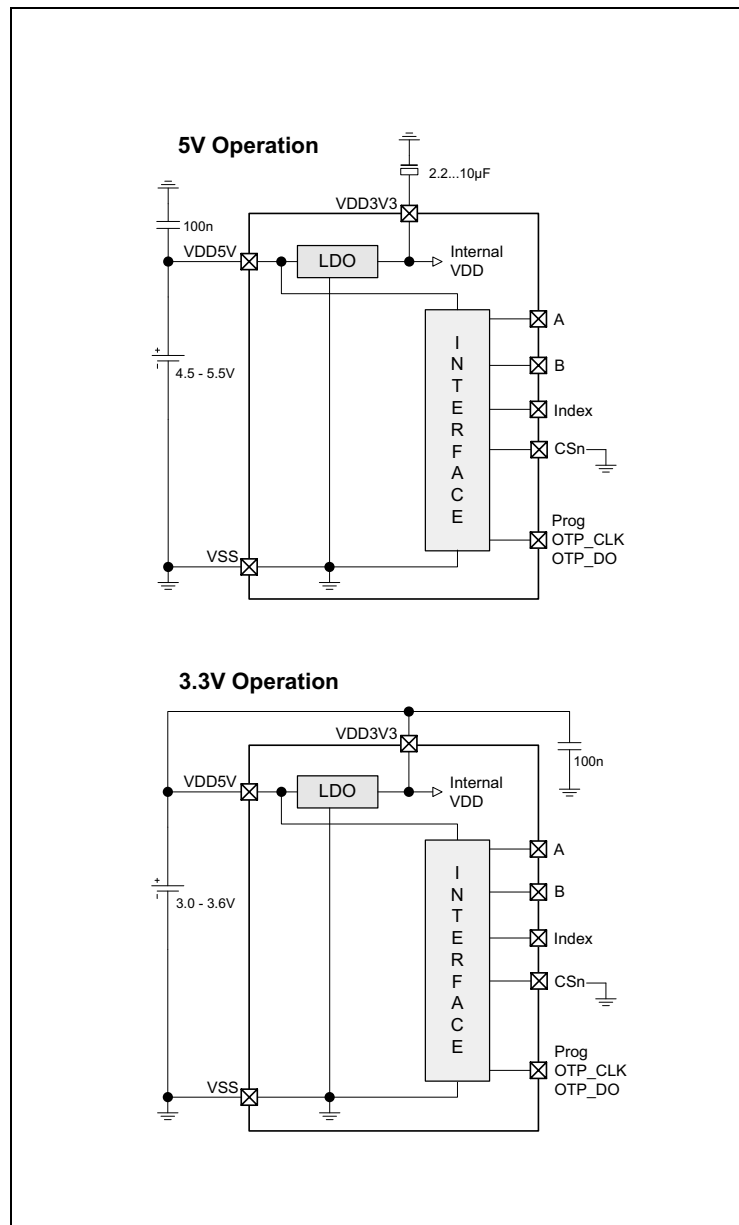 5V Operation
2.2...10µF
VDD3V3
100n
VDD5V
LDO
Internal
VDD
A
I
N
T
E
R
F
A
C
E
B
4.5 - 5.5V
Index
CSn
Prog
OTP_CLK
OTP_DO
VSS
+
-
3.3V Operation
VDD3V3
100n
VDD5V
LDO
Internal
VDD
A
I
N
T
E
R
F
A
C
E
B
+
-
3.0 - 3.6V
Index
CSn
Prog
OTP_CLK
OTP_DO
VSS